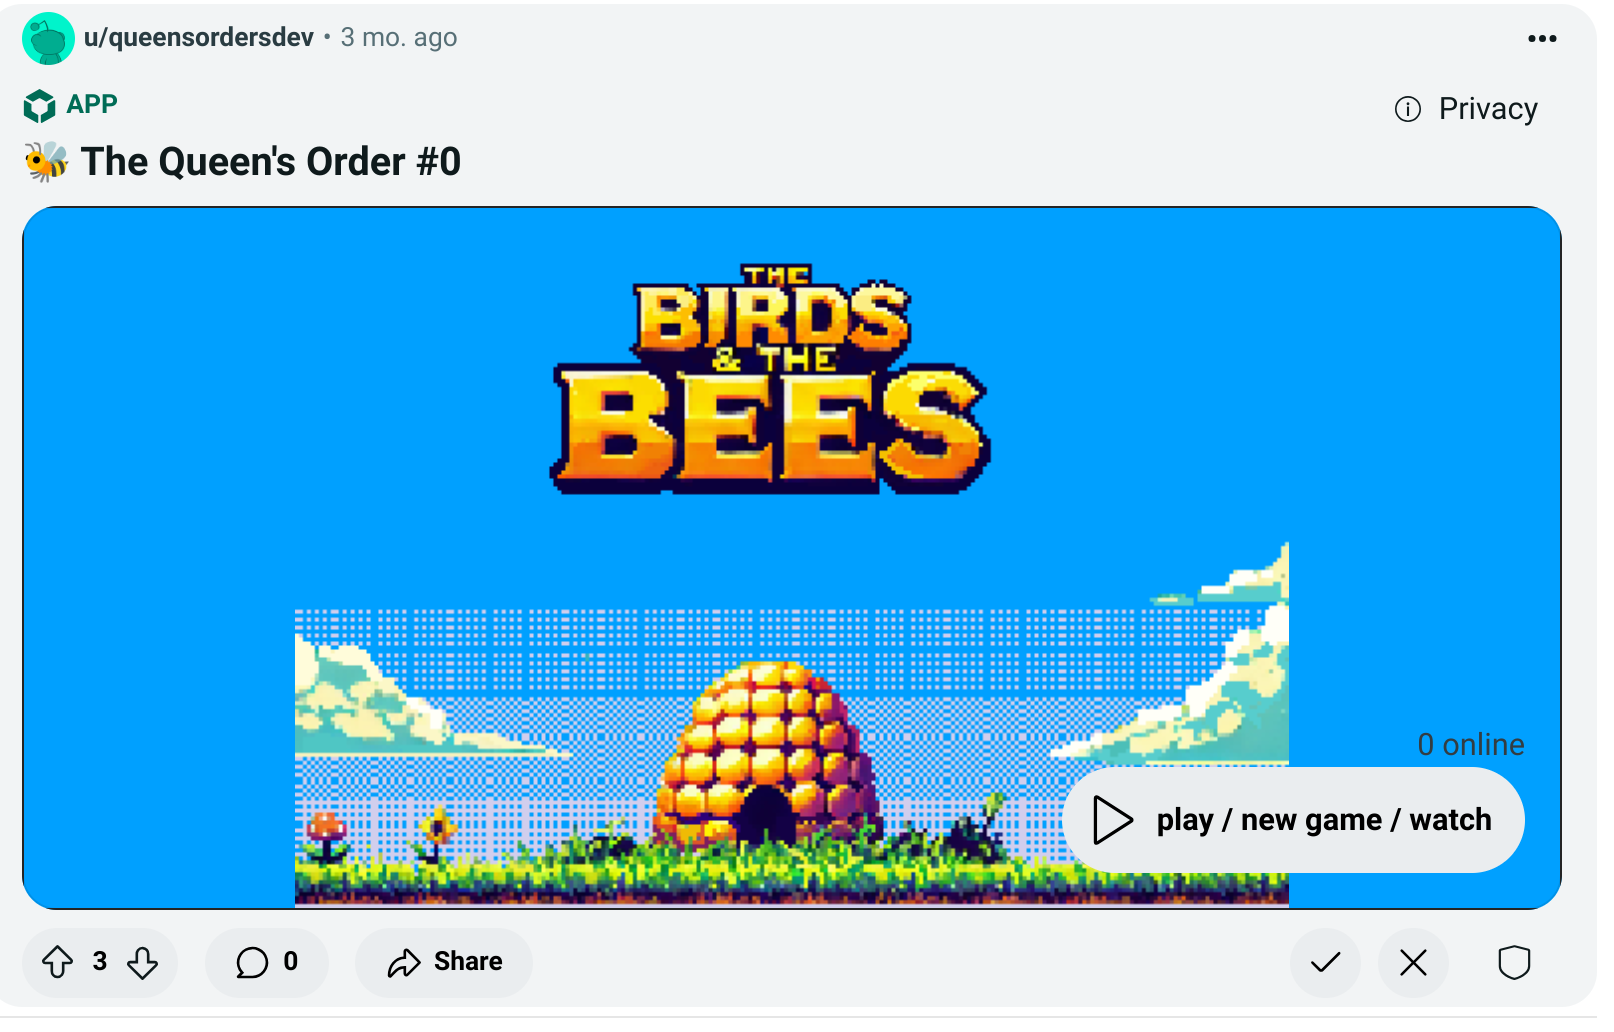 u/queensordersdev • 3 mo. ago
APP
Privacy
The Queen's Order #0
THE
BIRDS
& THE
BEES
0 online
play / new game / watch
3
0
Share